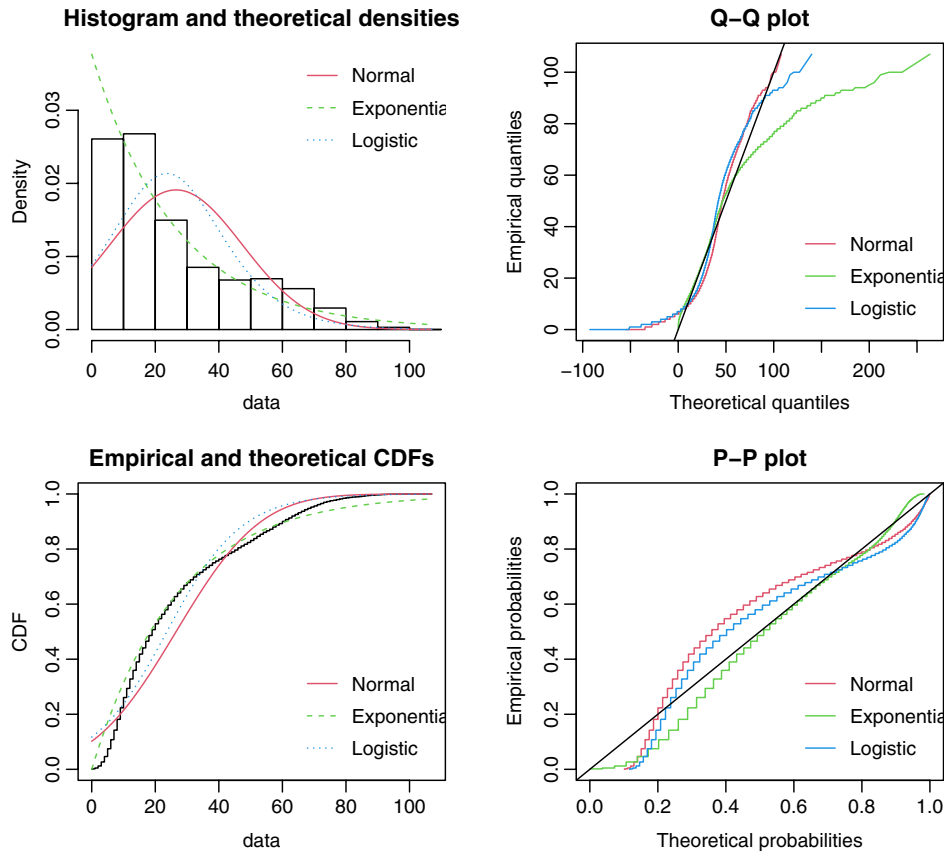 Histogram and theoretical densities
Normal
Exponentia
Logistic
Density
0.00 0.01 0.02 0.03
0 20 40 60 80 100
data
Q−Q plot
Empirical quantiles
0 20 40 60 80 100
Normal
Exponentia
Logistic
−100 0 50 100 200
Theoretical quantiles
Empirical and theoretical CDFs
CDF
0.0 0.2 0.4 0.6 0.8 1.0
Normal
Exponentia
Logistic
0 20 40 60 80 100
data
P−P plot
Empirical probabilities
0.0 0.2 0.4 0.6 0.8 1.0
Normal
Exponentia
Logistic
0.0 0.2 0.4 0.6 0.8 1.0
Theoretical probabilities